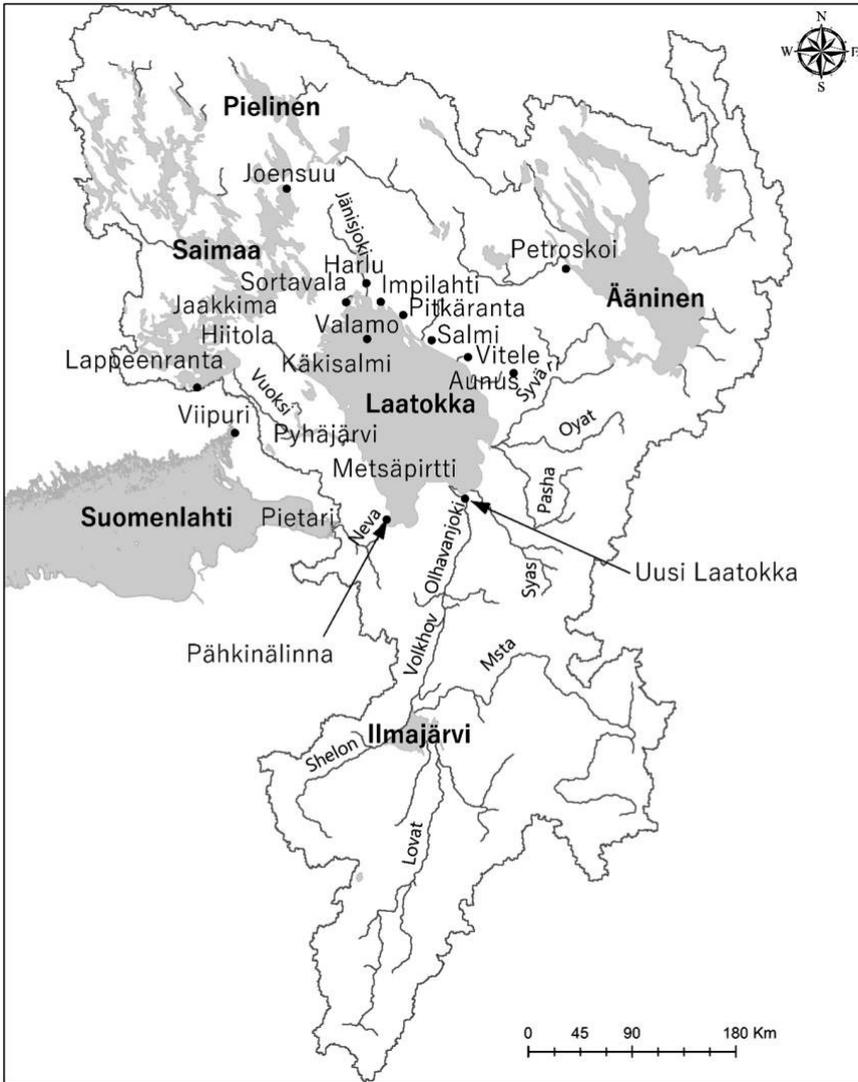 N
W
E
S
Pielinen
Joensuu
Jänisjoki
Saimaa
Petroskoi
Harlu
Sortavala
Impilahti
Ääninen
Jaakkima
Pitkäranta
Valamo
Hiitola
Salmi
Lappeenranta
Käkisalmi
Vitele
Aunus
Syväri
Vuoksi
Laatokka
Viipuri
Oyat
Pyhäjärvi
Metsäpirtti
Pasha
Suomenlahti
Pietari
Neva
Olhavanjoki
Syas
Uusi Laatokka
Pähkinälinna
Volkhov
Msta
Ilmajärvi
Shelon
Lovat
0 45 90 180 Km